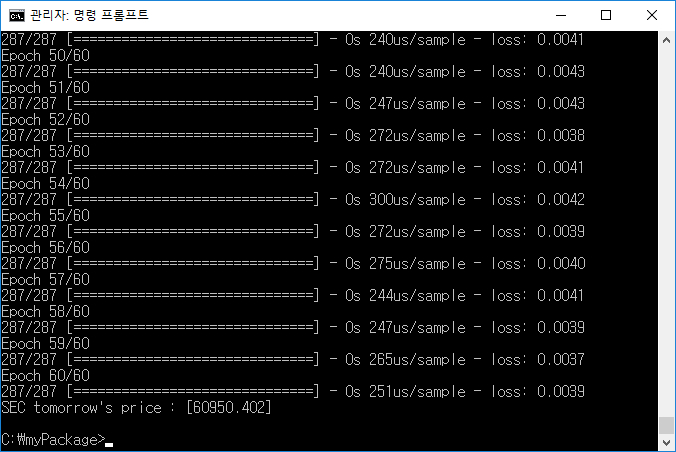 관리자: 명령 프롬프트
287/287 [==============================] - 0s 240us/sample - loss: 0.0041
Epoch 50/60
287/287 [==============================] - 0s 240us/sample - loss: 0.0043
Epoch 51/60
287/287 [==============================] - 0s 247us/sample - loss: 0.0043
Epoch 52/60
287/287 [==============================] - 0s 272us/sample - loss: 0.0038
Epoch 53/60
287/287 [==============================] - 0s 272us/sample - loss: 0.0041
Epoch 54/60
287/287 [==============================] - 0s 300us/sample - loss: 0.0042
Epoch 55/60
287/287 [==============================] - 0s 272us/sample - loss: 0.0039
Epoch 56/60
287/287 [==============================] - 0s 275us/sample - loss: 0.0040
Epoch 57/60
287/287 [==============================] - 0s 244us/sample - loss: 0.0041
Epoch 58/60
287/287 [==============================] - 0s 247us/sample - loss: 0.0039
Epoch 59/60
287/287 [==============================] - 0s 265us/sample - loss: 0.0037
Epoch 60/60
287/287 [==============================] - 0s 251us/sample - loss: 0.0039
SEC tomorrow's price : [60950.402]
C:₩myPackage>